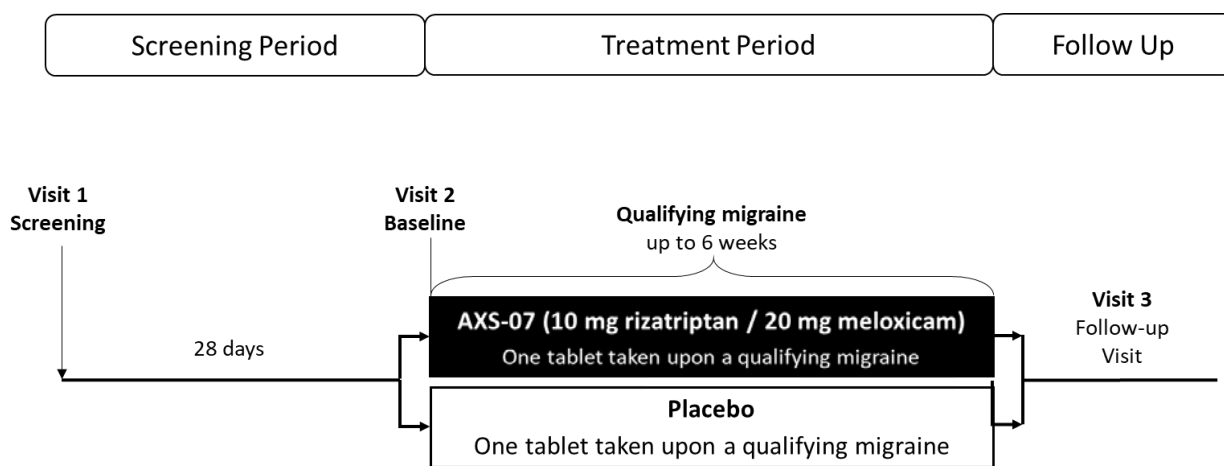 Screening Period
Treatment Period
Follow Up
Visit 1
Screening
Visit 2
Baseline
Qualifying migraine
up to 6 weeks
28 days
AXS-07 (10 mg rizatriptan / 20 mg meloxicam)
One tablet taken upon a qualifying migraine
Placebo
One tablet taken upon a qualifying migraine
Visit 3
Follow-up
Visit